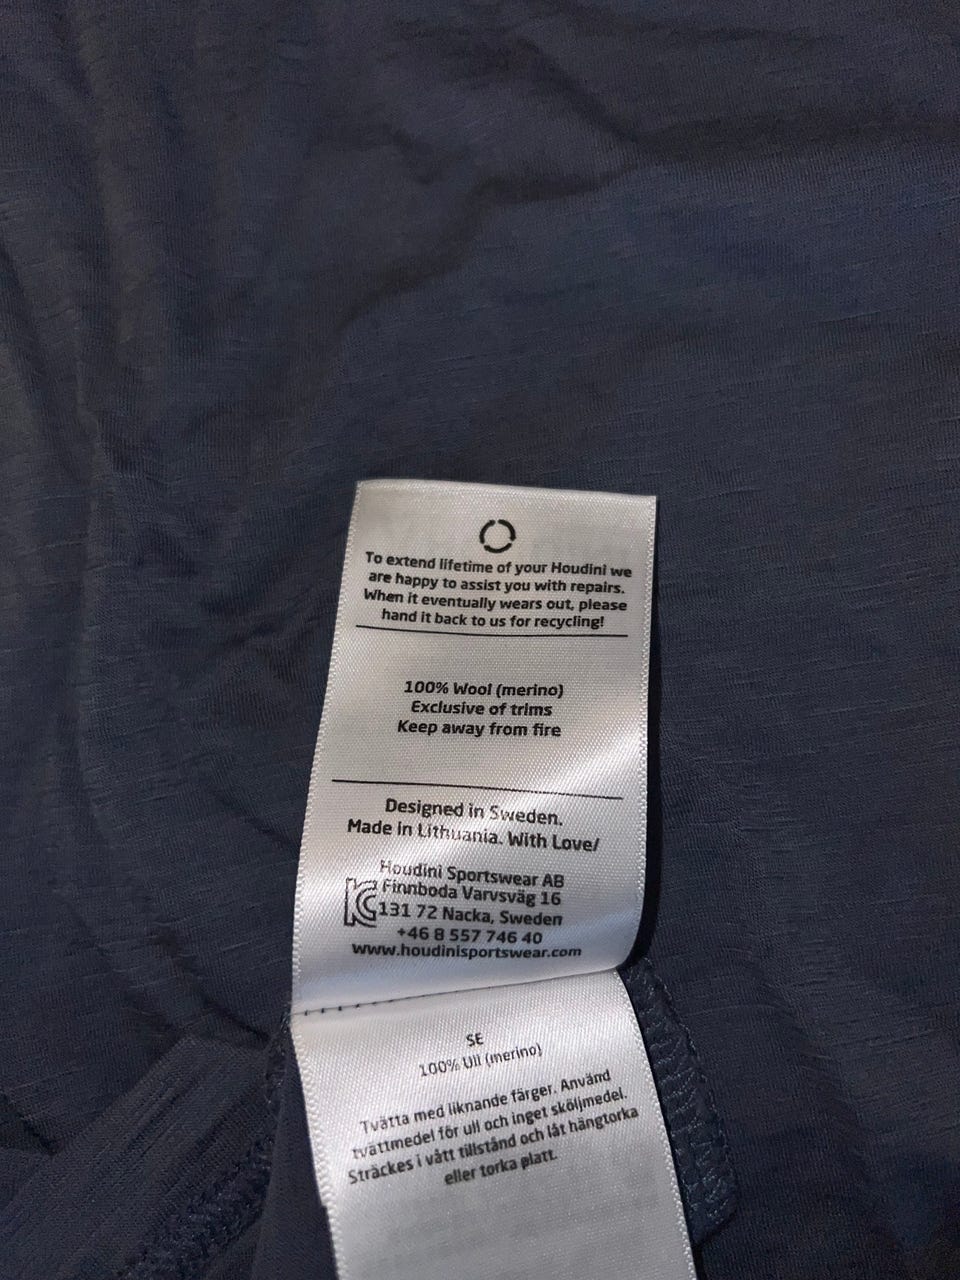 To extend lifetime of your Houdini we
are happy to assist you with repairs.
When it eventually wears out, please
hand it back to us for recycling!
100% Wool (merino)
Exclusive of trims
Keep away from fire
Designed in Sweden.
Made in Lithuania. With Love/
Houdini Sportswear AB
Finnboda Varvsväg 16
131 72 Nacka, Sweden
+46 8 557 746 40
www.houdinisportswear.com
SE
100% Ull (merino)
Tvätta med liknande färger. Använd
tvättmedel för ull och inget sköljmedel.
Sträckes i vått tillstånd och låt hängtorka
eller torka platt.